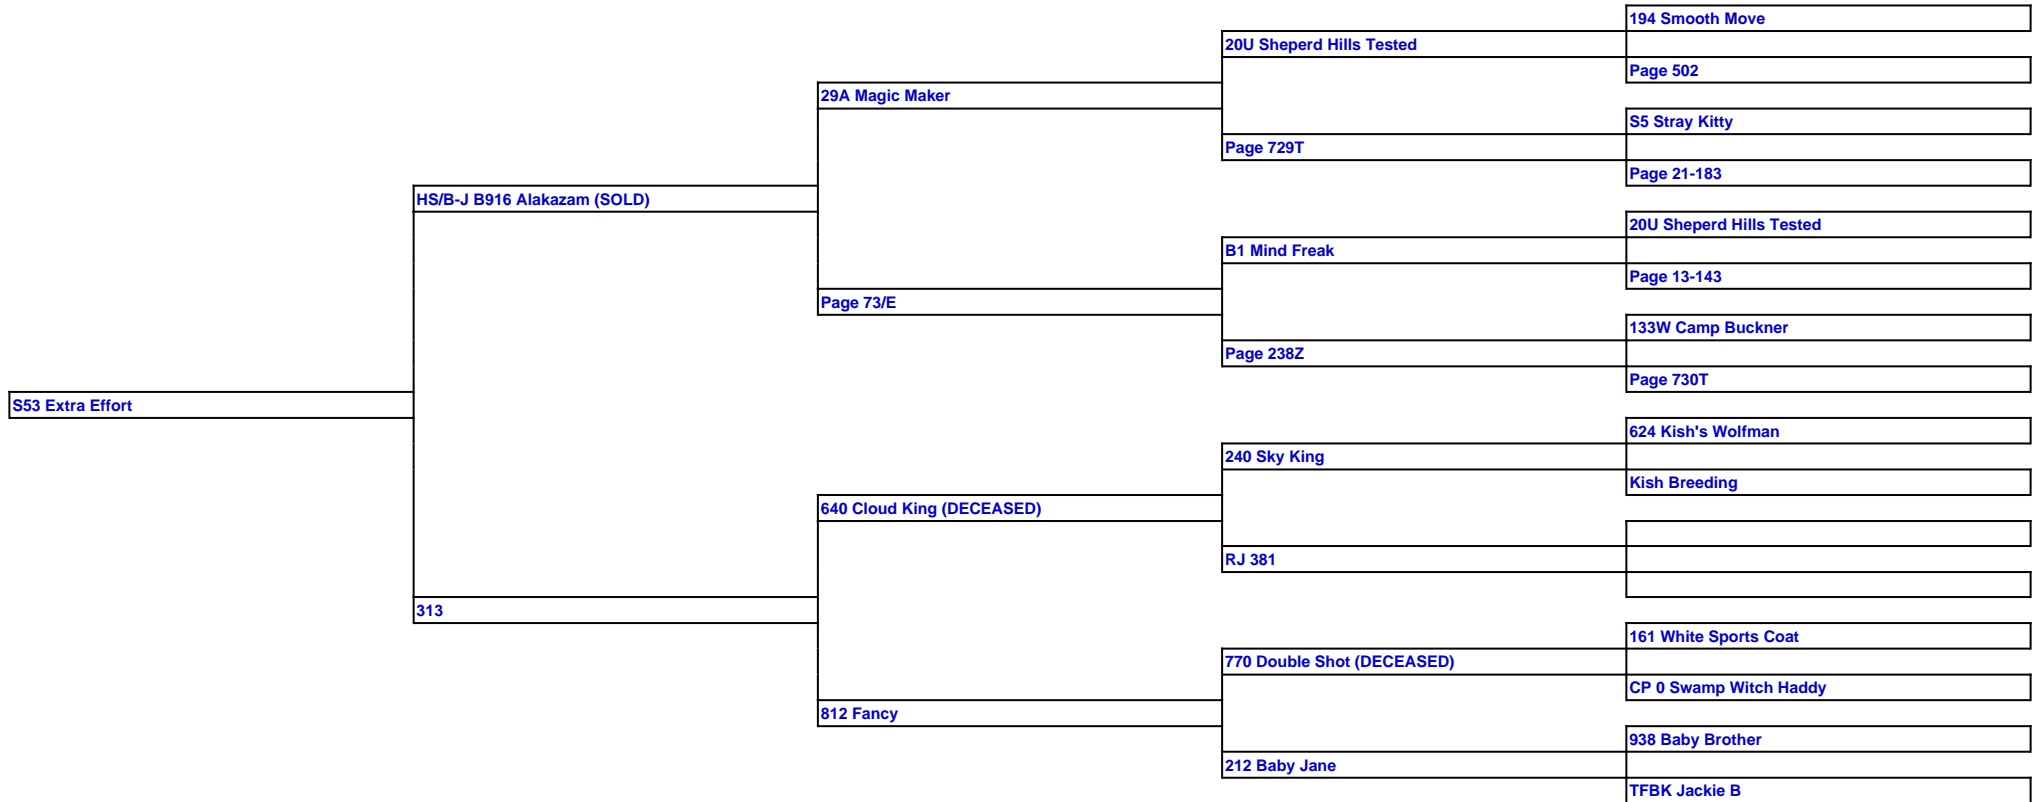 194 Smooth Move
20U Sheperd Hills Tested
Page 502
29A Magic Maker
S5 Stray Kitty
Page 729T
Page 21-183
HS/B-J B916 Alakazam (SOLD)
20U Sheperd Hills Tested
B1 Mind Freak
Page 13-143
Page 73/E
133W Camp Buckner
Page 238Z
Page 730T
S53 Extra Effort
624 Kish's Wolfman
240 Sky King
Kish Breeding
640 Cloud King (DECEASED)
RJ 381
313
161 White Sports Coat
770 Double Shot (DECEASED)
CP 0 Swamp Witch Haddy
812 Fancy
938 Baby Brother
212 Baby Jane
TFBK Jackie B